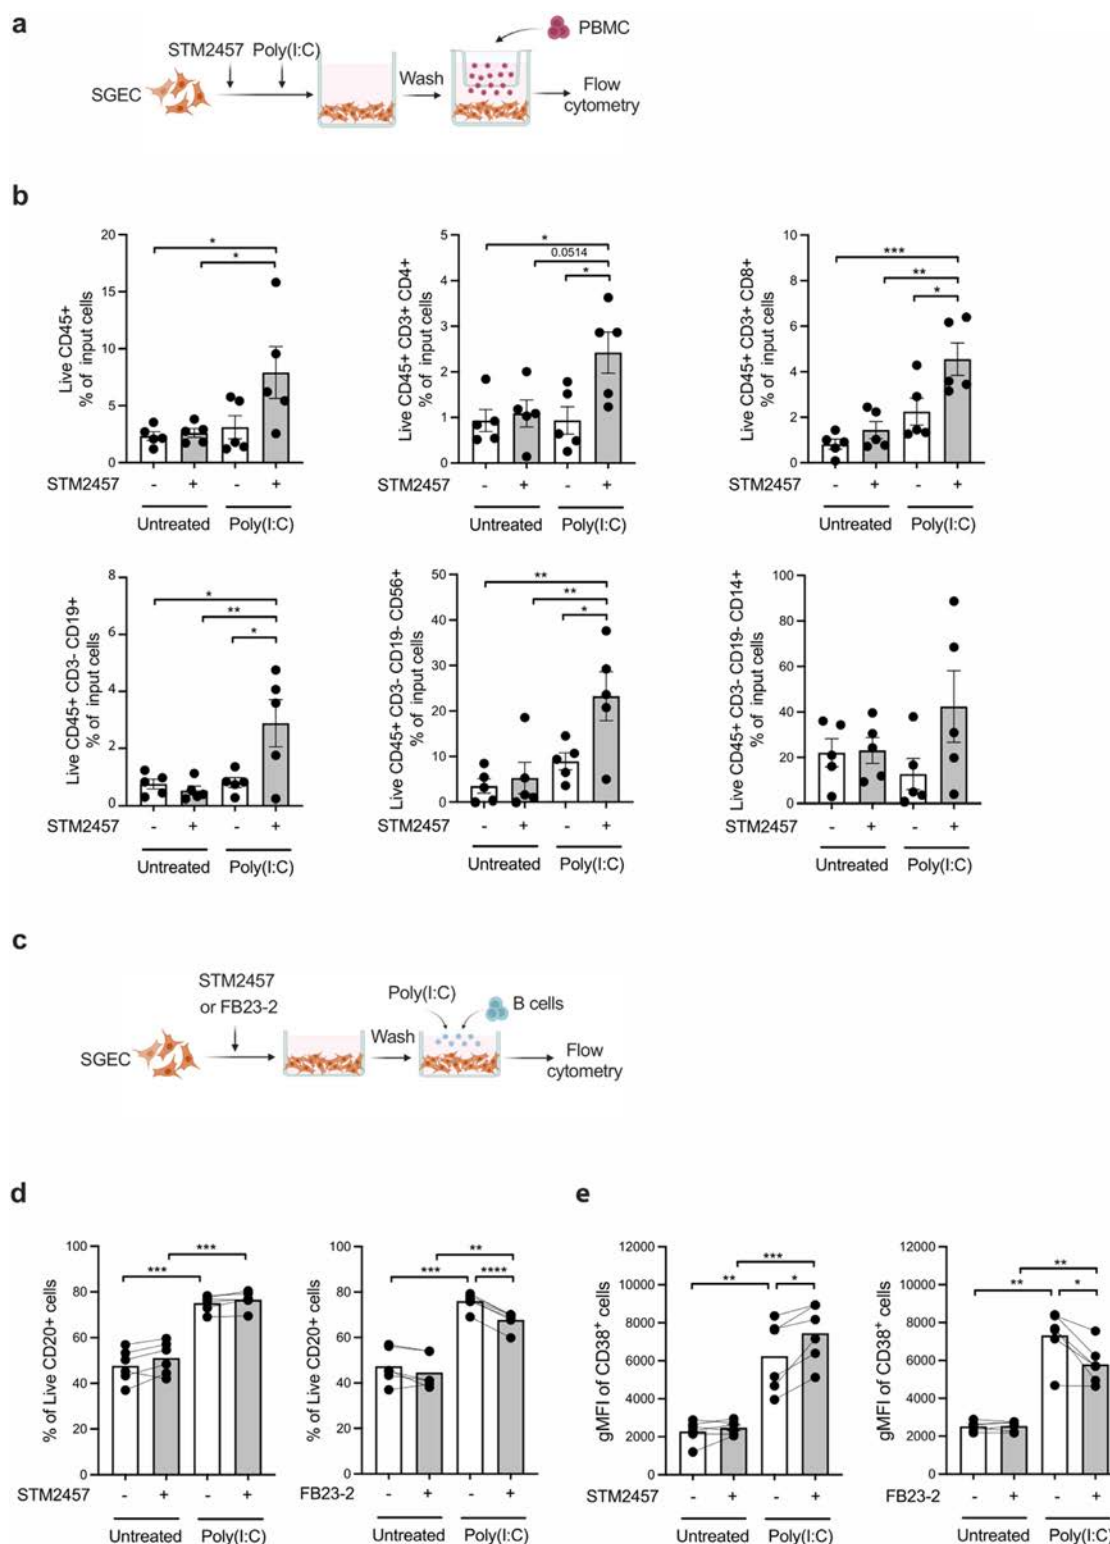 a
STM2457 Poly(I:C)
PBMC
SGEC
Wash
Flow
cytometry
b
Live CD45+
% of input cells
20
15
10
5
0
*
*
STM2457 - + - +
Untreated Poly(I:C)
Live CD45+ CD3+ CD4+
% of input cells
5
4
3
2
1
0
*
0.0514
*
STM2457 - + - +
Untreated Poly(I:C)
Live CD45+ CD3+ CD8+
% of input cells
10
8
6
4
2
0
***
**
*
STM2457 - + - +
Untreated Poly(I:C)
Live CD45+ CD3- CD19+
% of input cells
8
6
4
2
0
*
**
*
STM2457 - + - +
Untreated Poly(I:C)
Live CD45+ CD3- CD19- CD56+
% of input cells
50
40
30
20
10
0
**
**
*
STM2457 - + - +
Untreated Poly(I:C)
Live CD45+ CD3- CD19- CD14+
% of input cells
100
80
60
40
20
0
STM2457 - + - +
Untreated Poly(I:C)
c
STM2457
or FB23-2
Poly(I:C)
B cells
SGEC
Wash
Flow
cytometry
d
% of Live CD20+ cells
100
80
60
40
20
0
***
***
STM2457 - + - +
Untreated Poly(I:C)
% of Live CD20+ cells
100
80
60
40
20
0
**
***
****
FB23-2 - + - +
Untreated Poly(I:C)
e
gMFI of CD38+ cells
12000
10000
8000
6000
4000
2000
0
***
**
*
STM2457 - + - +
Untreated Poly(I:C)
gMFI of CD38+ cells
12000
10000
8000
6000
4000
2000
0
**
**
*
FB23-2 - + - +
Untreated Poly(I:C)